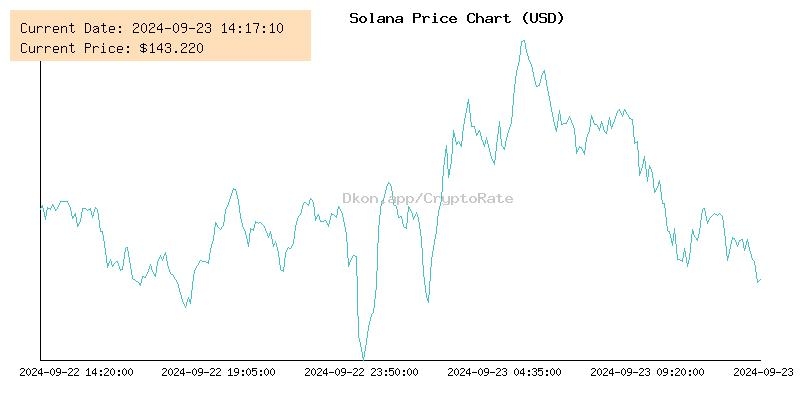 Solana Price Chart (USD)
Current Date: 2024-09-23 14:17:10
Current Price: $143.220
Dkon.app/CryptoRate
2024-09-22 14:20:00 2024-09-22 19:05:00 2024-09-22 23:50:00 2024-09-23 04:35:00 2024-09-23 09:20:00 2024-09-23